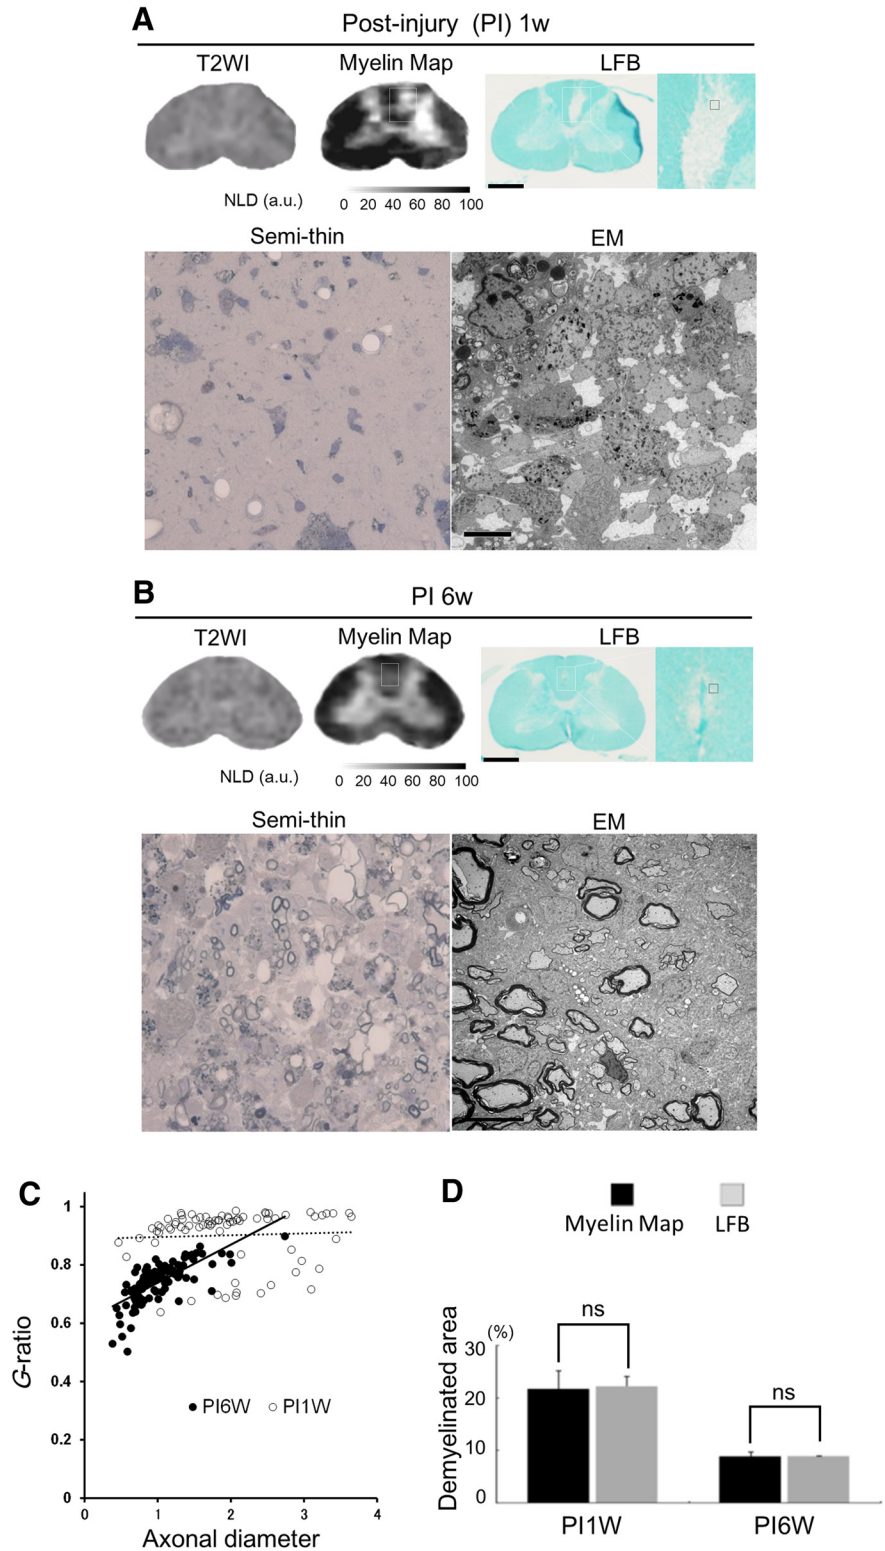 A
Post-injury (PI) 1w
T2WI
Myelin Map
LFB
NLD (a.u.)
0 20 40 60 80 100
Semi-thin
EM
B
PI 6w
T2WI
Myelin Map
LFB
NLD (a.u.)
0 20 40 60 80 100
Semi-thin
EM
C
1
0.8
0.6
0.4
0.2
0
G-ratio
PI6W
PI1W
0 1 2 3 4
Axonal diameter
D
Myelin Map
LFB
Demyelinated area
(%)
30
20
10
0
ns
ns
PI1W
PI6W